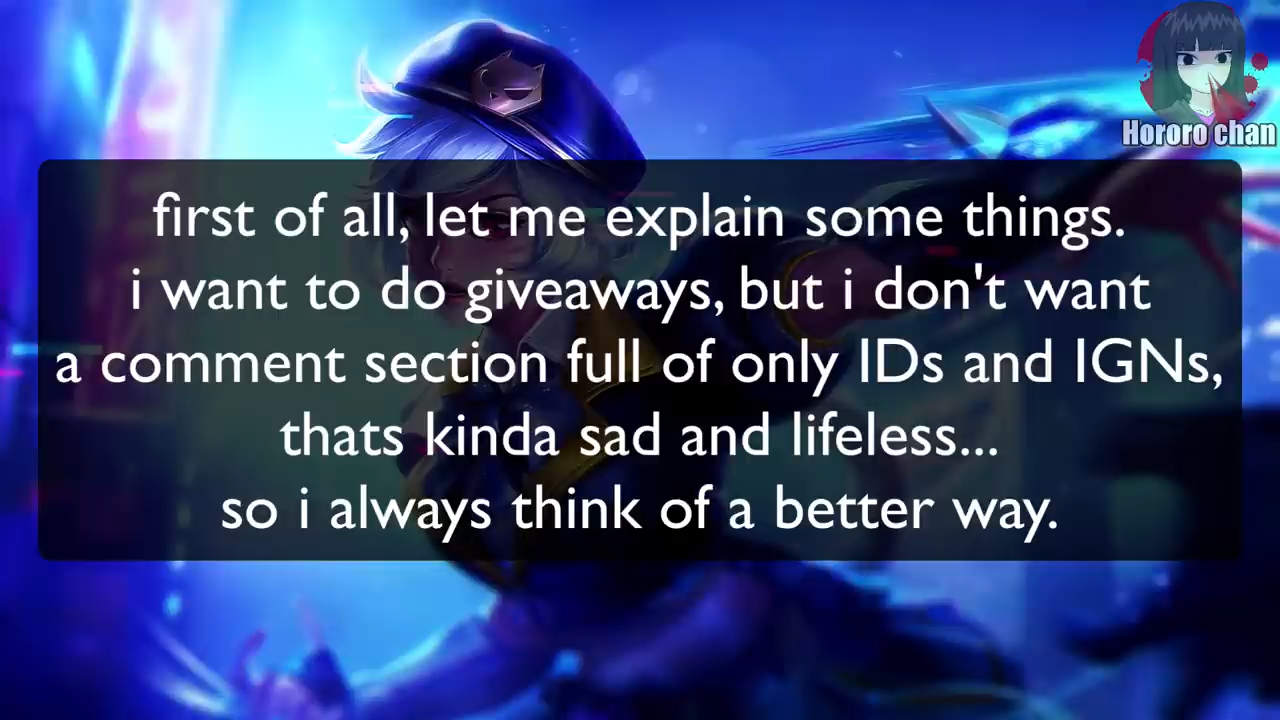 Hororo chan
first of all, let me explain some things.
i want to do giveaways, but i don't want
a comment section full of only IDs and IGNs,
thats kinda sad and lifeless...
so i always think of a better way.